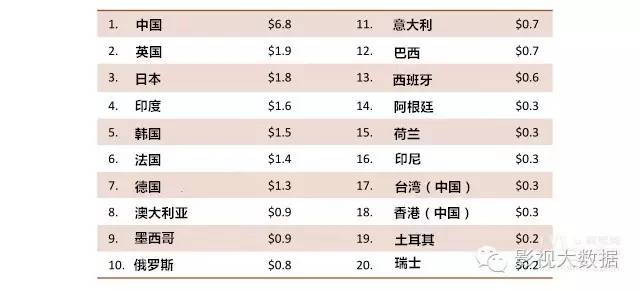 1. 中国 $6.8 11. 意大利 $0.7
2. 英国 $1.9 12. 巴西 $0.7
3. 日本 $1.8 13. 西班牙 $0.6
4. 印度 $1.6 14. 阿根廷 $0.3
5. 韩国 $1.5 15. 荷兰 $0.3
6. 法国 $1.4 16. 印尼 $0.3
7. 德国 $1.3 17. 台湾（中国） $0.3
8. 澳大利亚 $0.9 18. 香港（中国） $0.3
9. 墨西哥 $0.9 19. 土耳其 $0.2
10. 俄罗斯 $0.8 20. 瑞士 $0.2
影视大数据